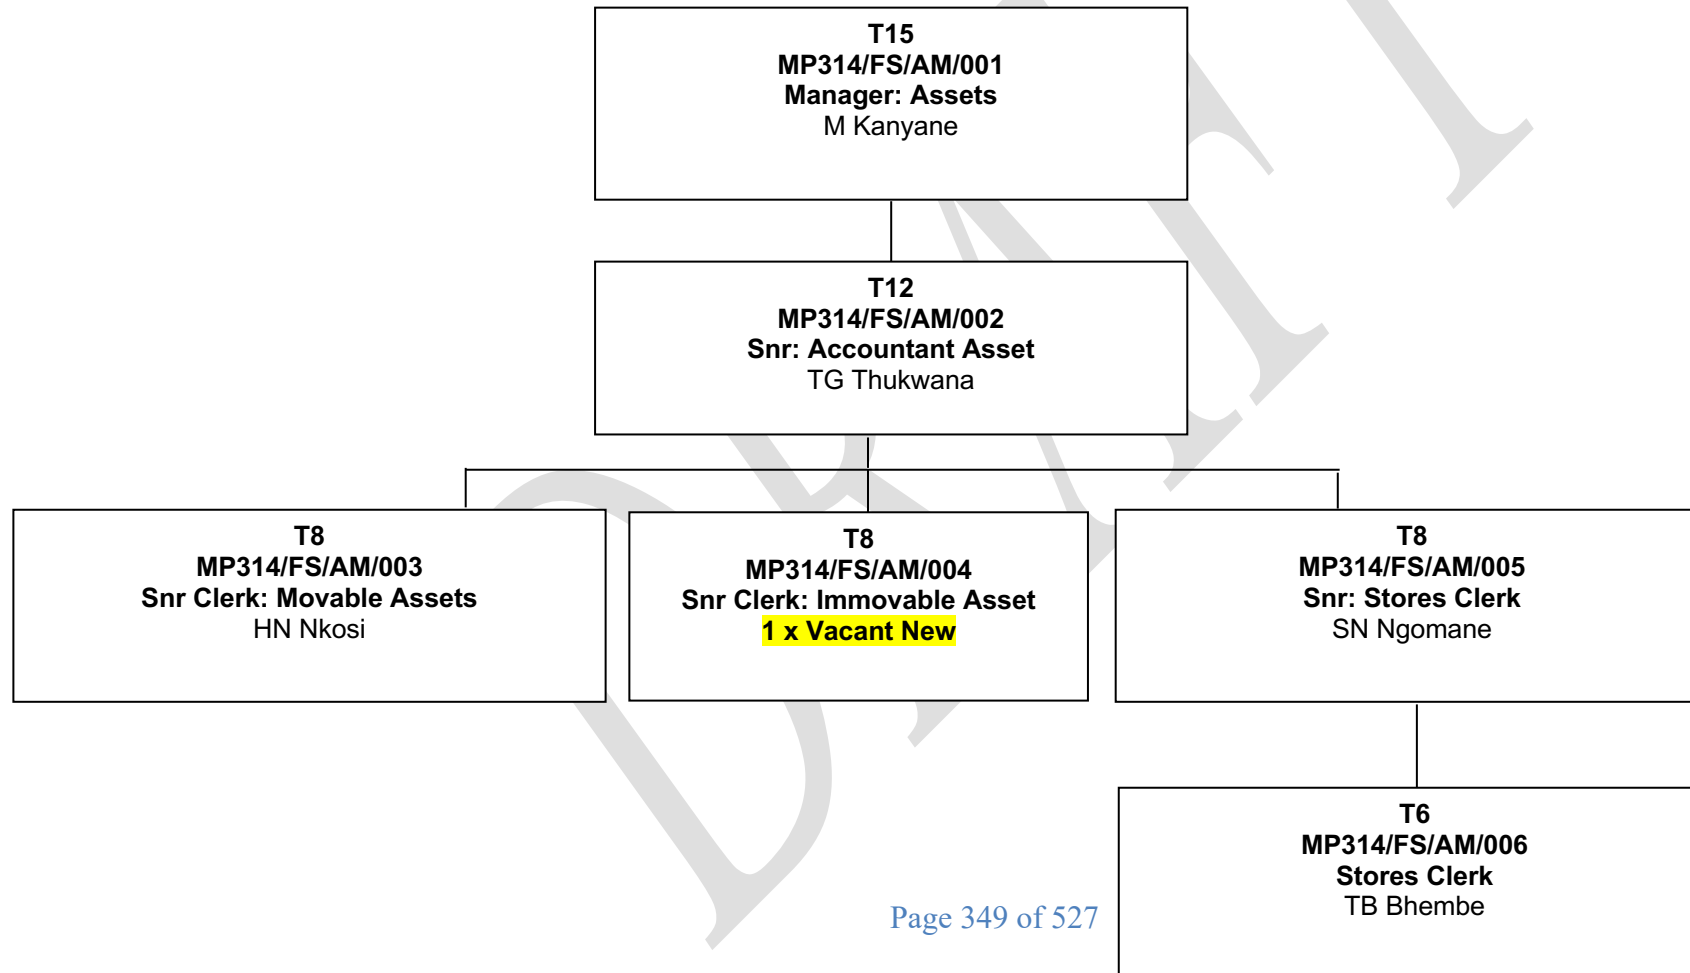 T15
MP314/FS/AM/001
Manager: Assets
M Kanyane
T12
MP314/FS/AM/002
Snr: Accountant Asset
TG Thukwana
T8
MP314/FS/AM/003
Snr Clerk: Movable Assets
HN Nkosi
T8
MP314/FS/AM/004
Snr Clerk: Immovable Asset
1 x Vacant New
T8
MP314/FS/AM/005
Snr: Stores Clerk
SN Ngomane
T6
MP314/FS/AM/006
Stores Clerk
TB Bhembe
Page 349 of 527
DRAFT